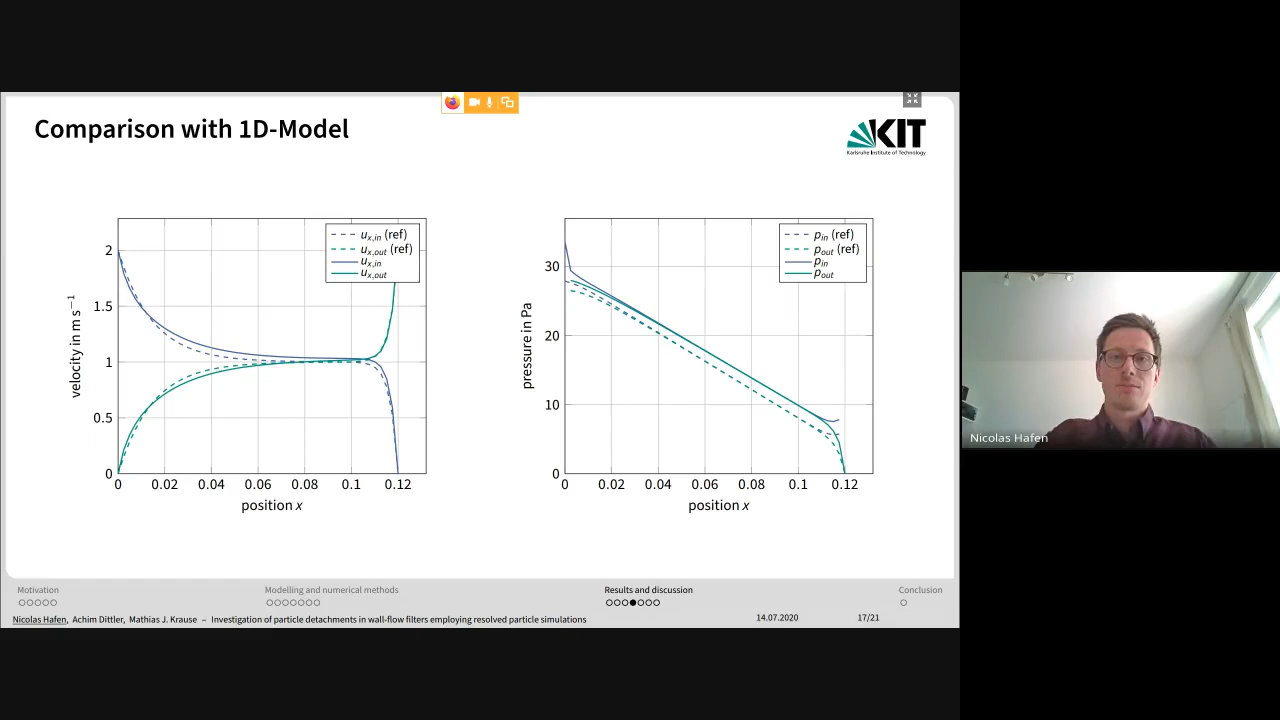 Comparison with 1D-Model
KIT
Karlsruhe Institute of Technology
velocity in m s⁻¹
2
1.5
1
0.5
0
0 0.02 0.04 0.06 0.08 0.1 0.12
position x
u_x,in (ref)
u_x,out (ref)
u_x,in
u_x,out
pressure in Pa
30
20
10
0
0 0.02 0.04 0.06 0.08 0.1 0.12
position x
p_in (ref)
p_out (ref)
p_in
p_out
Nicolas Hafen
Motivation Modelling and numerical methods Results and discussion Conclusion
Nicolas Hafen, Achim Dittler, Mathias J. Krause – Investigation of particle detachments in wall-flow filters employing resolved particle simulations 14.07.2020 17/21